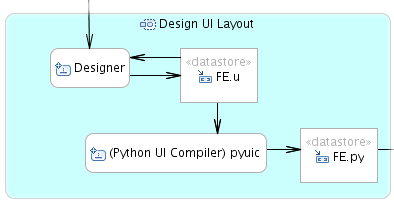 Design UI Layout
Designer
«datastore»
FE.u
(Python UI Compiler) pyuic
«datastore»
FE.py